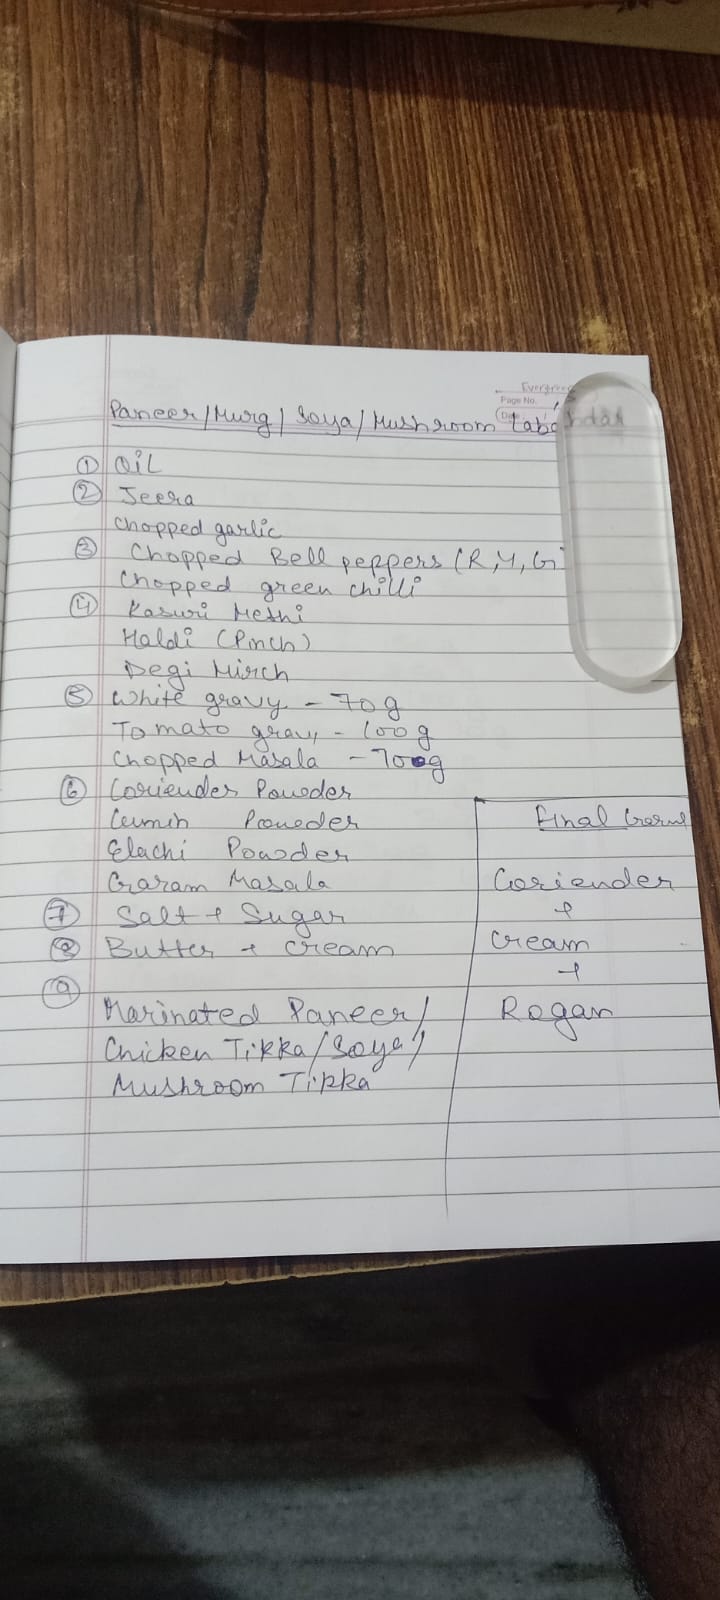 Evergreen
Page No.
Date
Paneer/Murg/Soya/Mushroom Lababdar
① Oil
② Jeera
Chopped garlic
③ Chopped Bell peppers (R,Y,G)
Chopped green chilli
④ Kasuri Methi
Haldi (Pinch)
Degi Mirch
⑤ White gravy - 70g
Tomato gravy - 100g
Chopped Masala - 700g
⑥ Coriender Powder
Cumin Powder
Elachi Powder
Garam Masala
⑦ Salt + Sugar
⑧ Butter + Cream
⑨
Marinated Paneer/
Chicken Tikka/Soya/
Mushroom Tikka
Final
Coriender
+
Cream
+
Rogan